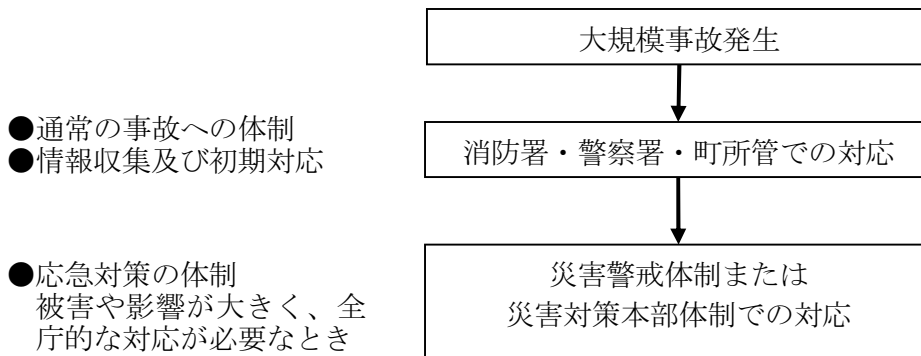 大規模事故発生
●通常の事故への体制
●情報収集及び初期対応
消防署・警察署・町所管での対応
●応急対策の体制
被害や影響が大きく、全
庁的な対応が必要なとき
災害警戒体制または
災害対策本部体制での対応